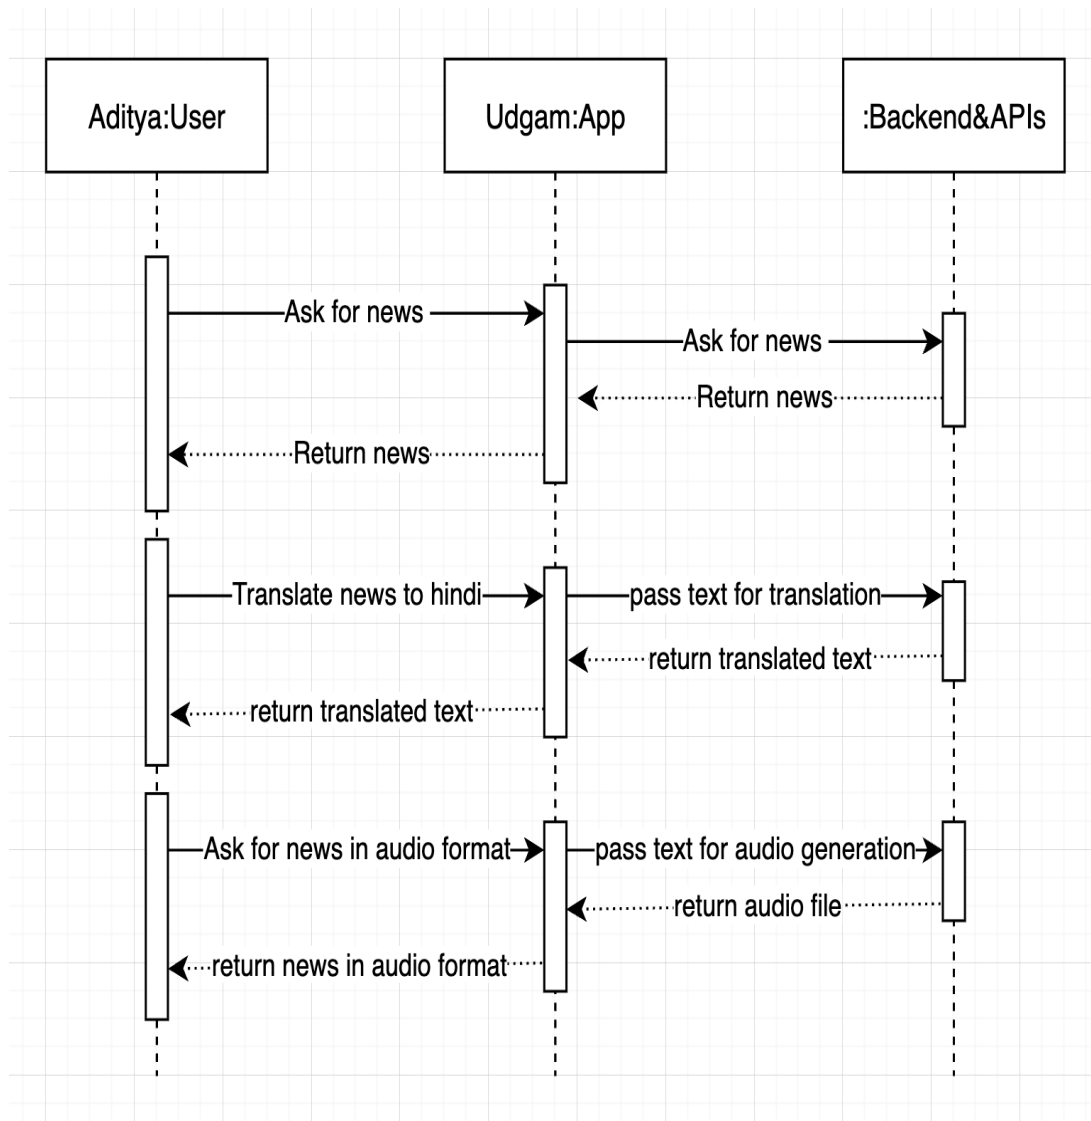 Aditya:User
Udgam:App
:Backend&APIs
Ask for news
Ask for news
Return news
Return news
Translate news to hindi
pass text for translation
return translated text
return translated text
Ask for news in audio format
pass text for audio generation
return audio file
return news in audio format